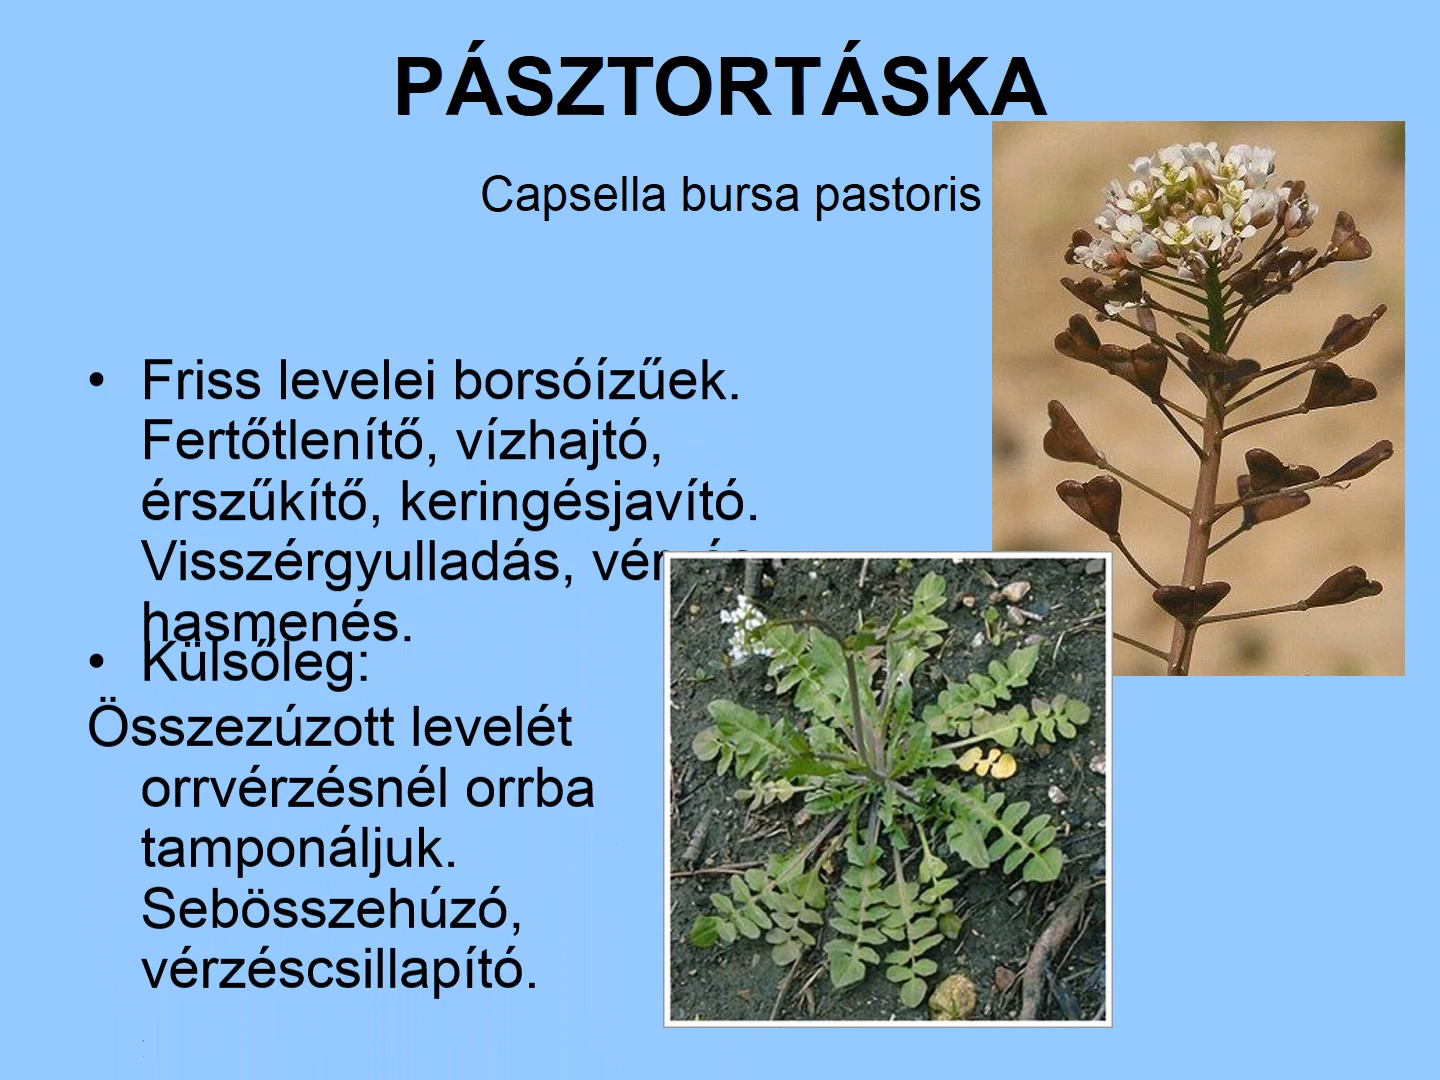 PÁSZTORTÁSKA
Capsella bursa pastoris
• Friss levelei borsóízűek.
Fertőtlenítő, vízhajtó,
érszűkítő, keringésjavító.
Visszérgyulladás,
hasmenés.
• Külsőleg:
Összezúzott levelét
orrvérzésnél orrba
tamponáljuk.
Sebösszehúzó,
vérzéscsillapító.